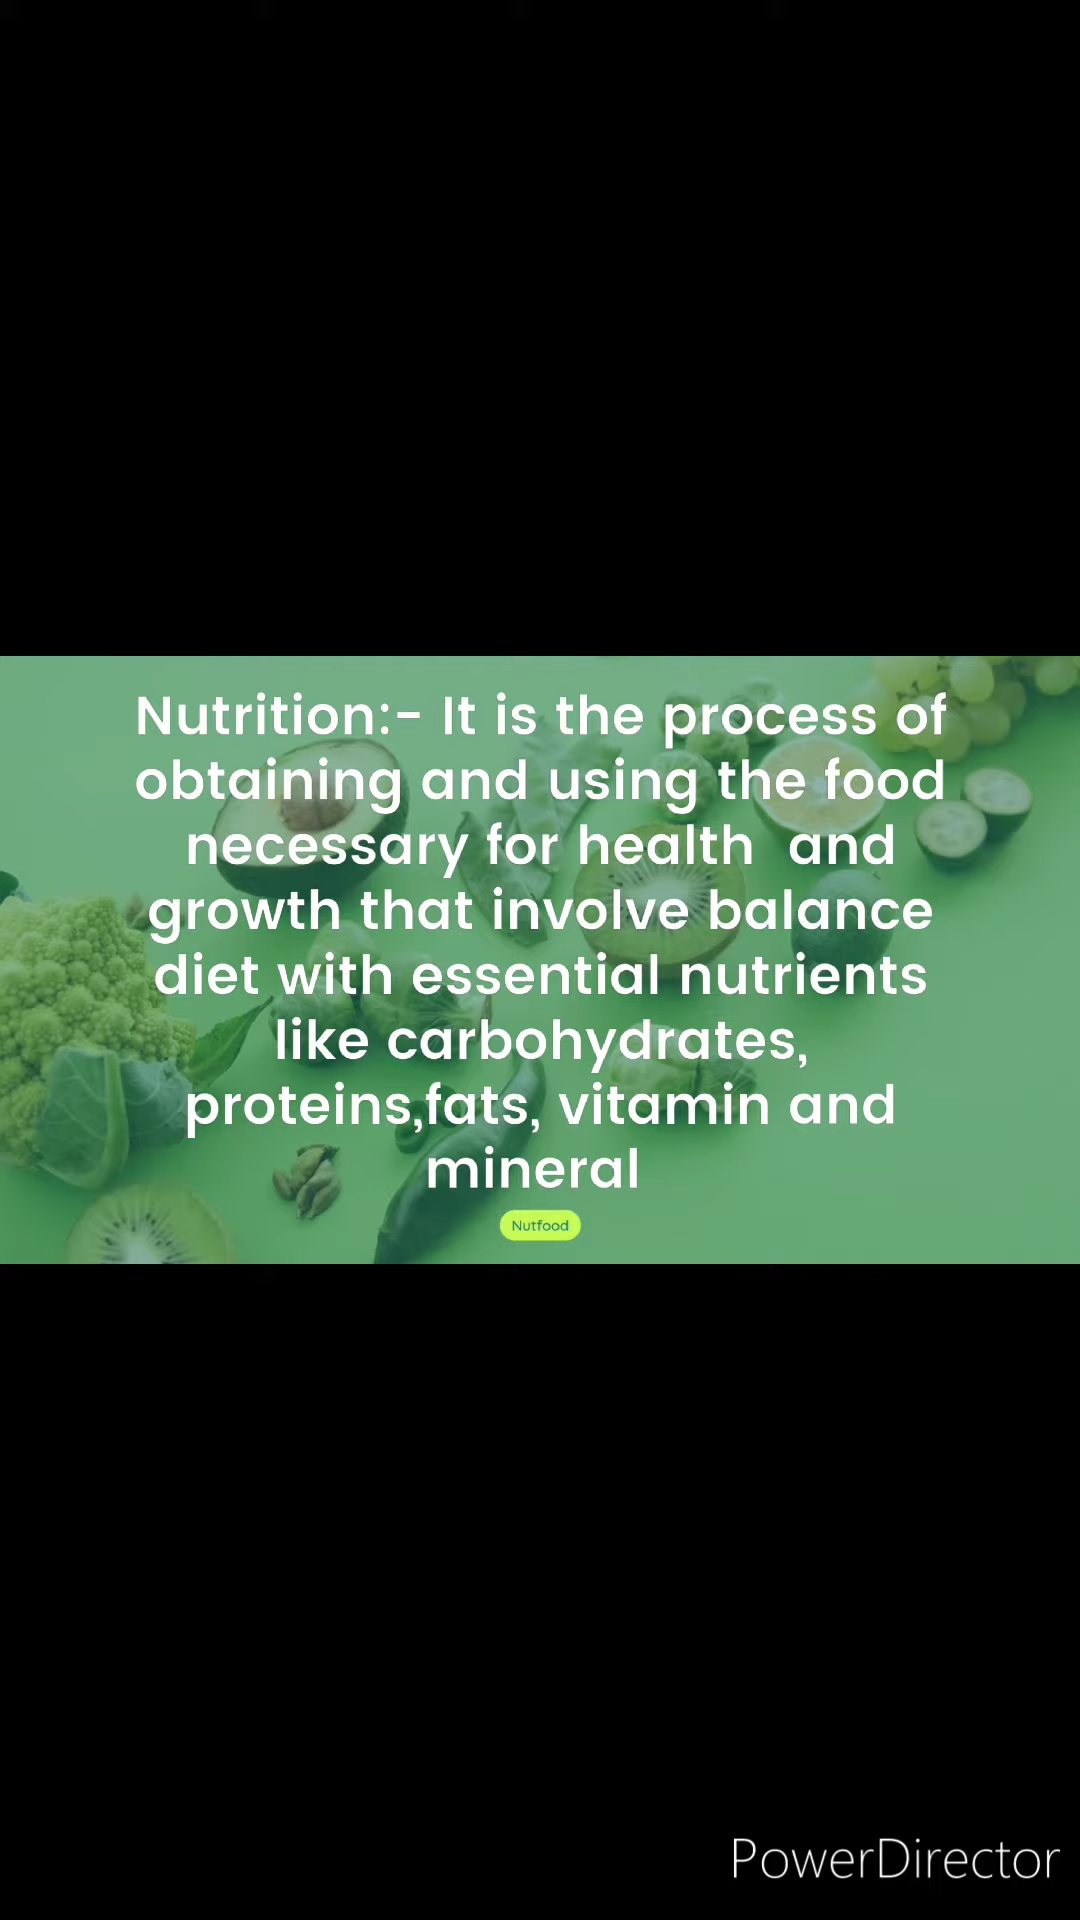 Nutrition:- It is the process of
obtaining and using the food
necessary for health  and
growth that involve balance
diet with essential nutrients
like carbohydrates,
proteins,fats, vitamin and
mineral
Nutfood
PowerDirector